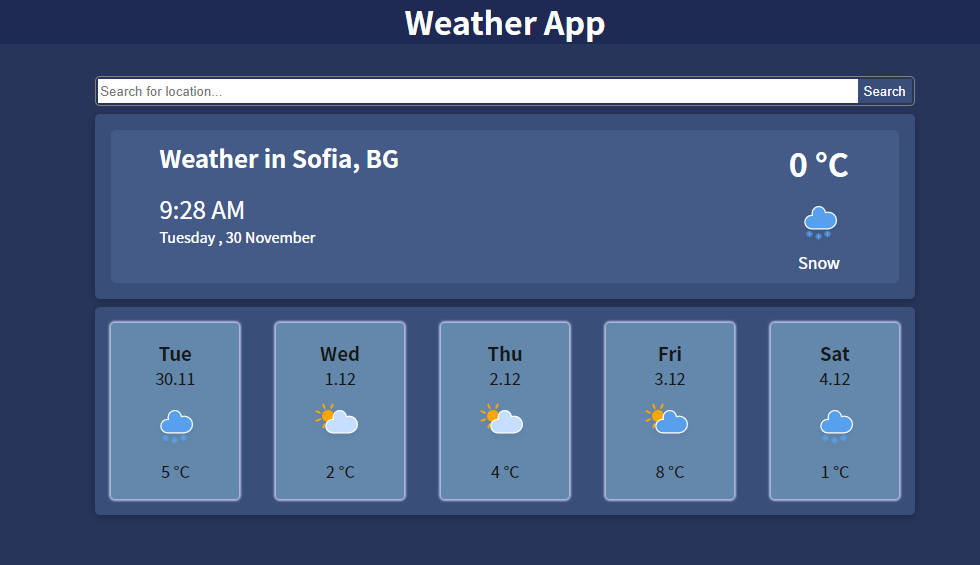 Weather App
Search for location... Search
Weather in Sofia, BG
9:28 AM
Tuesday , 30 November
0 °C
Snow
Tue
30.11
5 °C
Wed
1.12
2 °C
Thu
2.12
4 °C
Fri
3.12
8 °C
Sat
4.12
1 °C